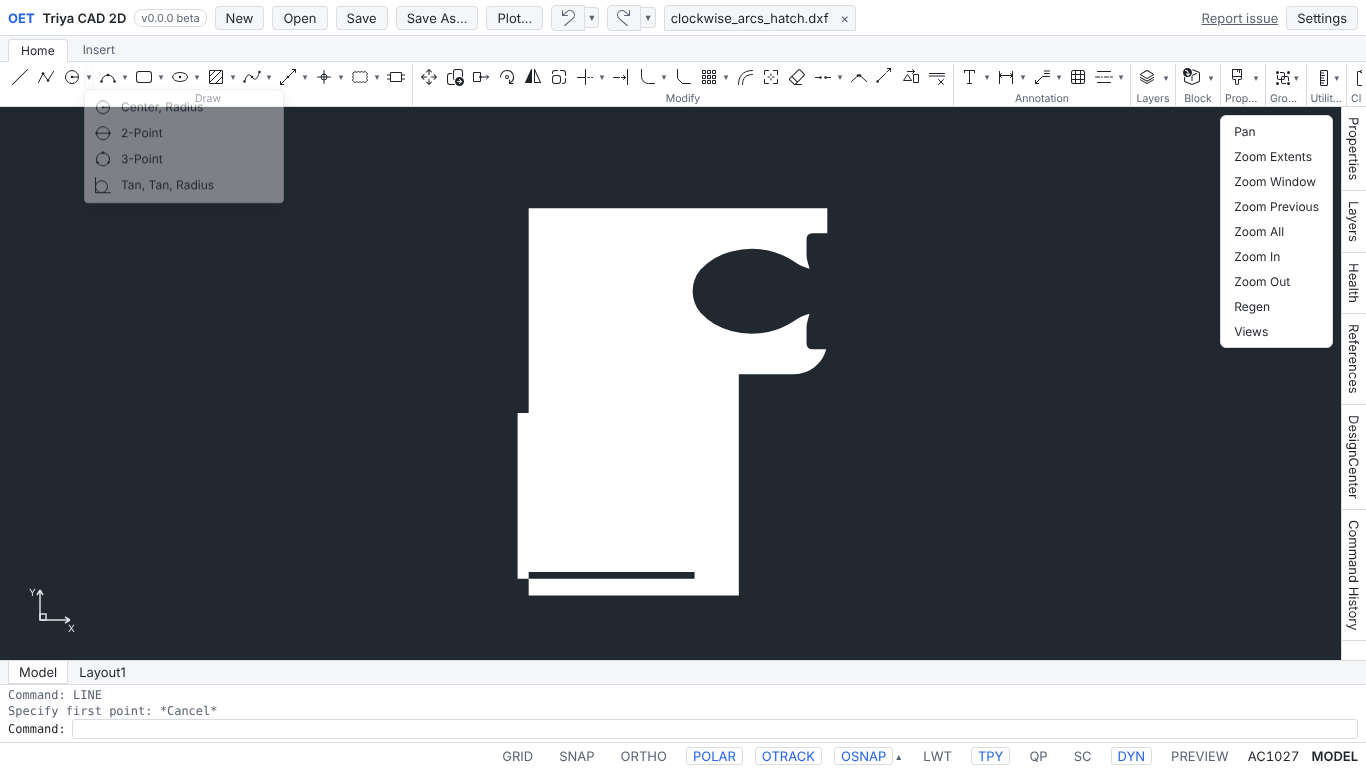 OET Triya CAD 2D v0.0.0 beta New Open Save Save As... Plot... clockwise_arcs_hatch.dxf × Report issue Settings
Home Insert
Draw Modify Annotation Layers Block Prop... Gro... Utilit... Cl
Center, Radius
2-Point
3-Point
Tan, Tan, Radius
Pan
Zoom Extents
Zoom Window
Zoom Previous
Zoom All
Zoom In
Zoom Out
Regen
Views
Properties
Layers
Health
References
DesignCenter
Command History
Y
X
Model Layout1
Command: LINE
Specify first point: *Cancel*
Command:
GRID SNAP ORTHO POLAR OTRACK OSNAP LWT TPY QP SC DYN PREVIEW AC1027 MODEL